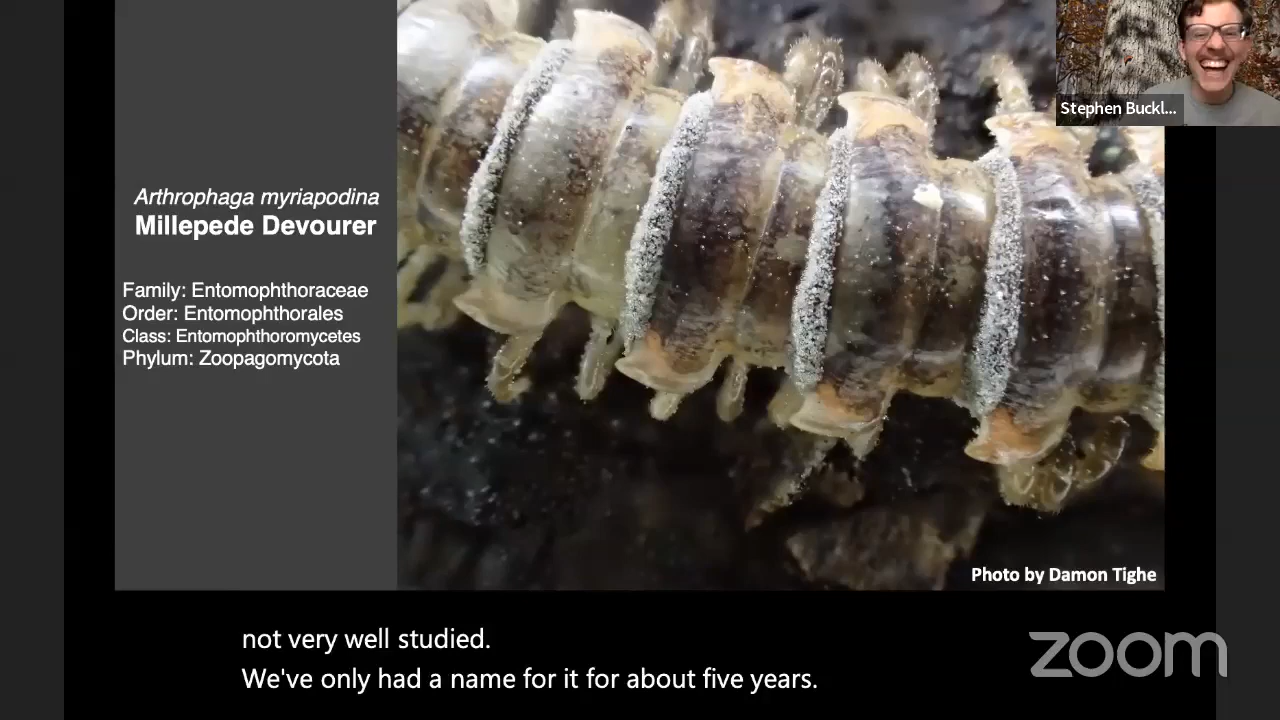 Stephen Buckl...
Arthrophaga myriapodina
Millepede Devourer
Family: Entomophthoraceae
Order: Entomophthorales
Class: Entomophthoromycetes
Phylum: Zoopagomycota
Photo by Damon Tighe
not very well studied.
We've only had a name for it for about five years.
zoom